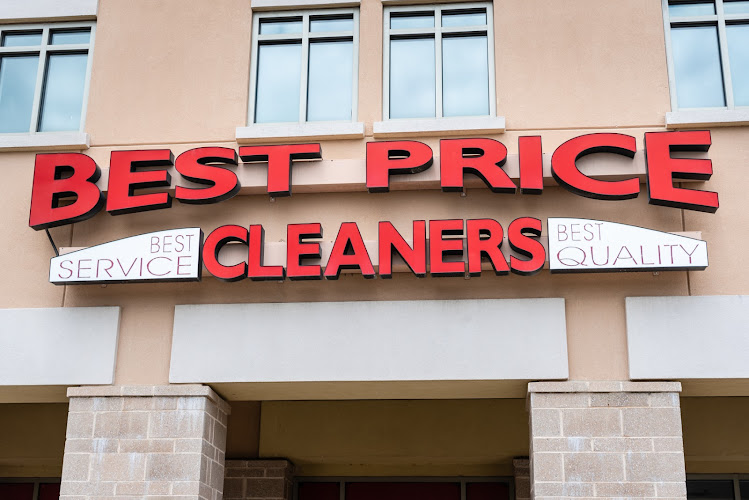 BEST PRICE
BEST
SERVICE
CLEANERS
BEST
QUALITY